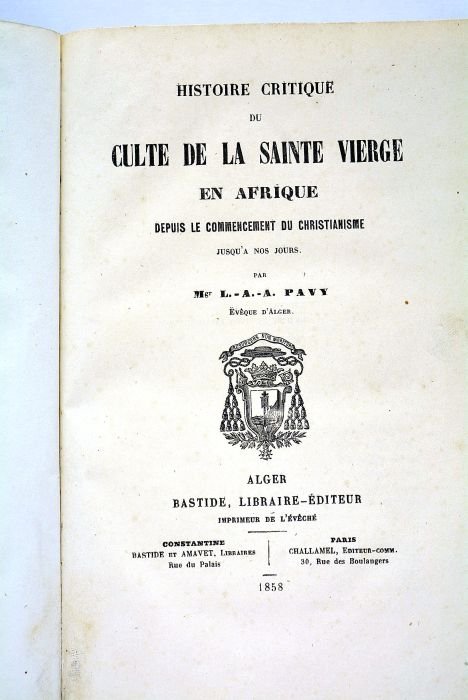 HISTOIRE CRITIQUE
DU
CULTE DE LA SAINTE VIERGE
EN AFRIQUE
DEPUIS LE COMMENCEMENT DU CHRISTIANISME
JUSQU'A NOS JOURS.
PAR
Mgr L.-A.-A. PAVY
ÉVÊQUE D'ALGER.
ALGER
BASTIDE, LIBRAIRE-ÉDITEUR
IMPRIMEUR DE L'ÉVÊCHÉ
CONSTANTINE
BASTIDE ET AMAVET, LIBRAIRES
Rue du Palais
PARIS
CHALLAMEL, EDITEUR-COMM.
30, Rue des Boulangers
1858